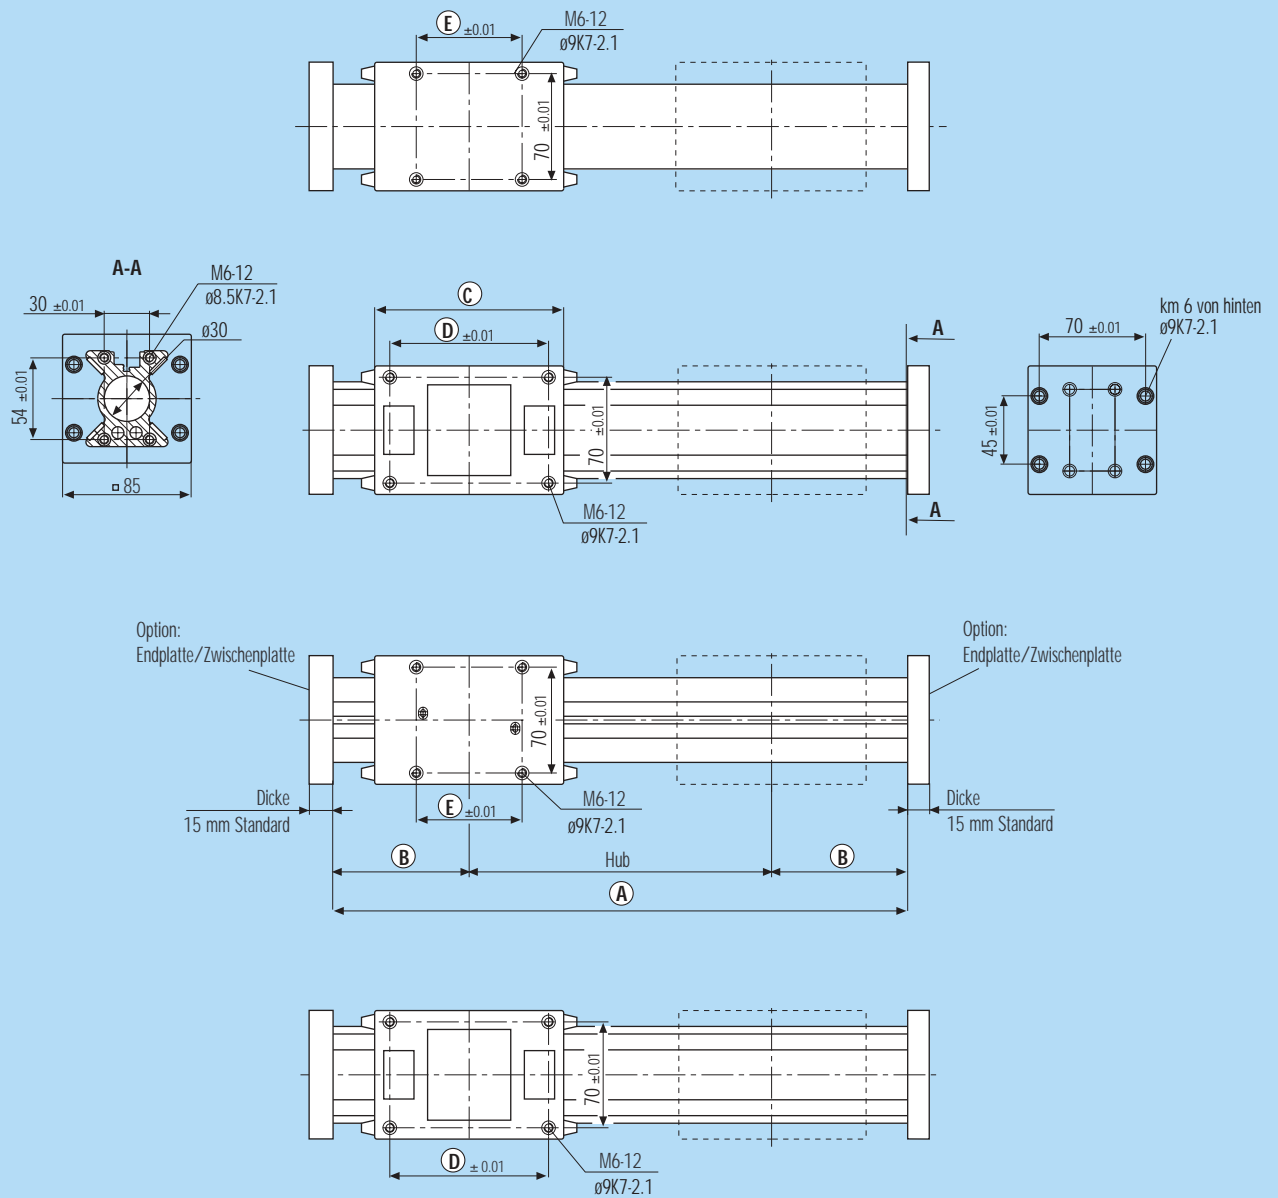 E ±0.01
M6-12
ø9K7-2.1
70 ±0.01
A-A
M6-12
ø8.5K7-2.1
30 ±0.01
ø30
54 ±0.01
85
C
D ±0.01
70 ±0.01
M6-12
ø9K7-2.1
A
A
km 6 von hinten
ø9K7-2.1
70 ±0.01
45 ±0.01
Option:
Endplatte/Zwischenplatte
Option:
Endplatte/Zwischenplatte
70 ±0.01
Dicke
15 mm Standard
E ±0.01
M6-12
ø9K7-2.1
Dicke
15 mm Standard
B
Hub
B
A
70 ±0.01
D ± 0.01
M6-12
ø9K7-2.1